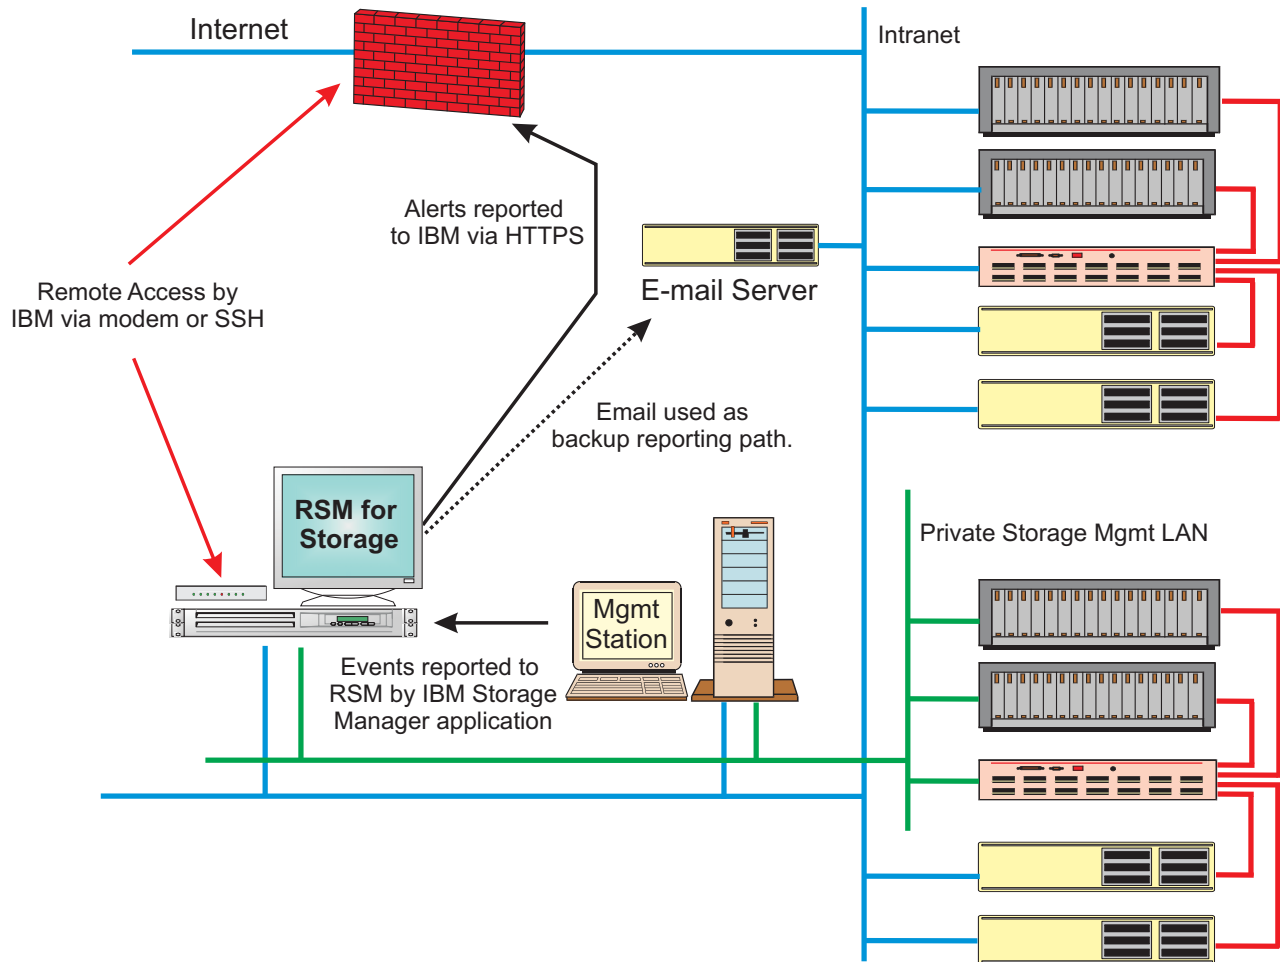 Internet
Intranet
Alerts reported
to IBM via HTTPS
E-mail Server
Remote Access by
IBM via modem or SSH
Email used as
backup reporting path.
RSM for
Storage
Private Storage Mgmt LAN
Mgmt
Station
Events reported to
RSM by IBM Storage
Manager application